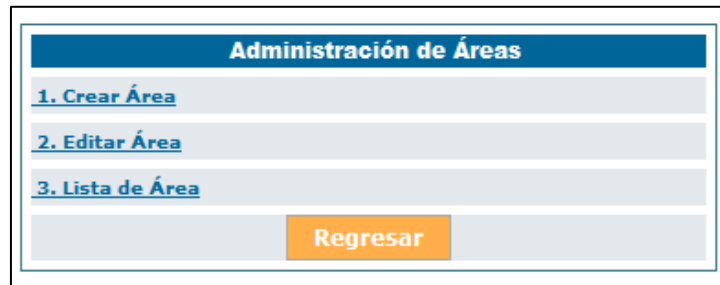 Administración de Áreas
1. Crear Área
2. Editar Área
3. Lista de Área
Regresar